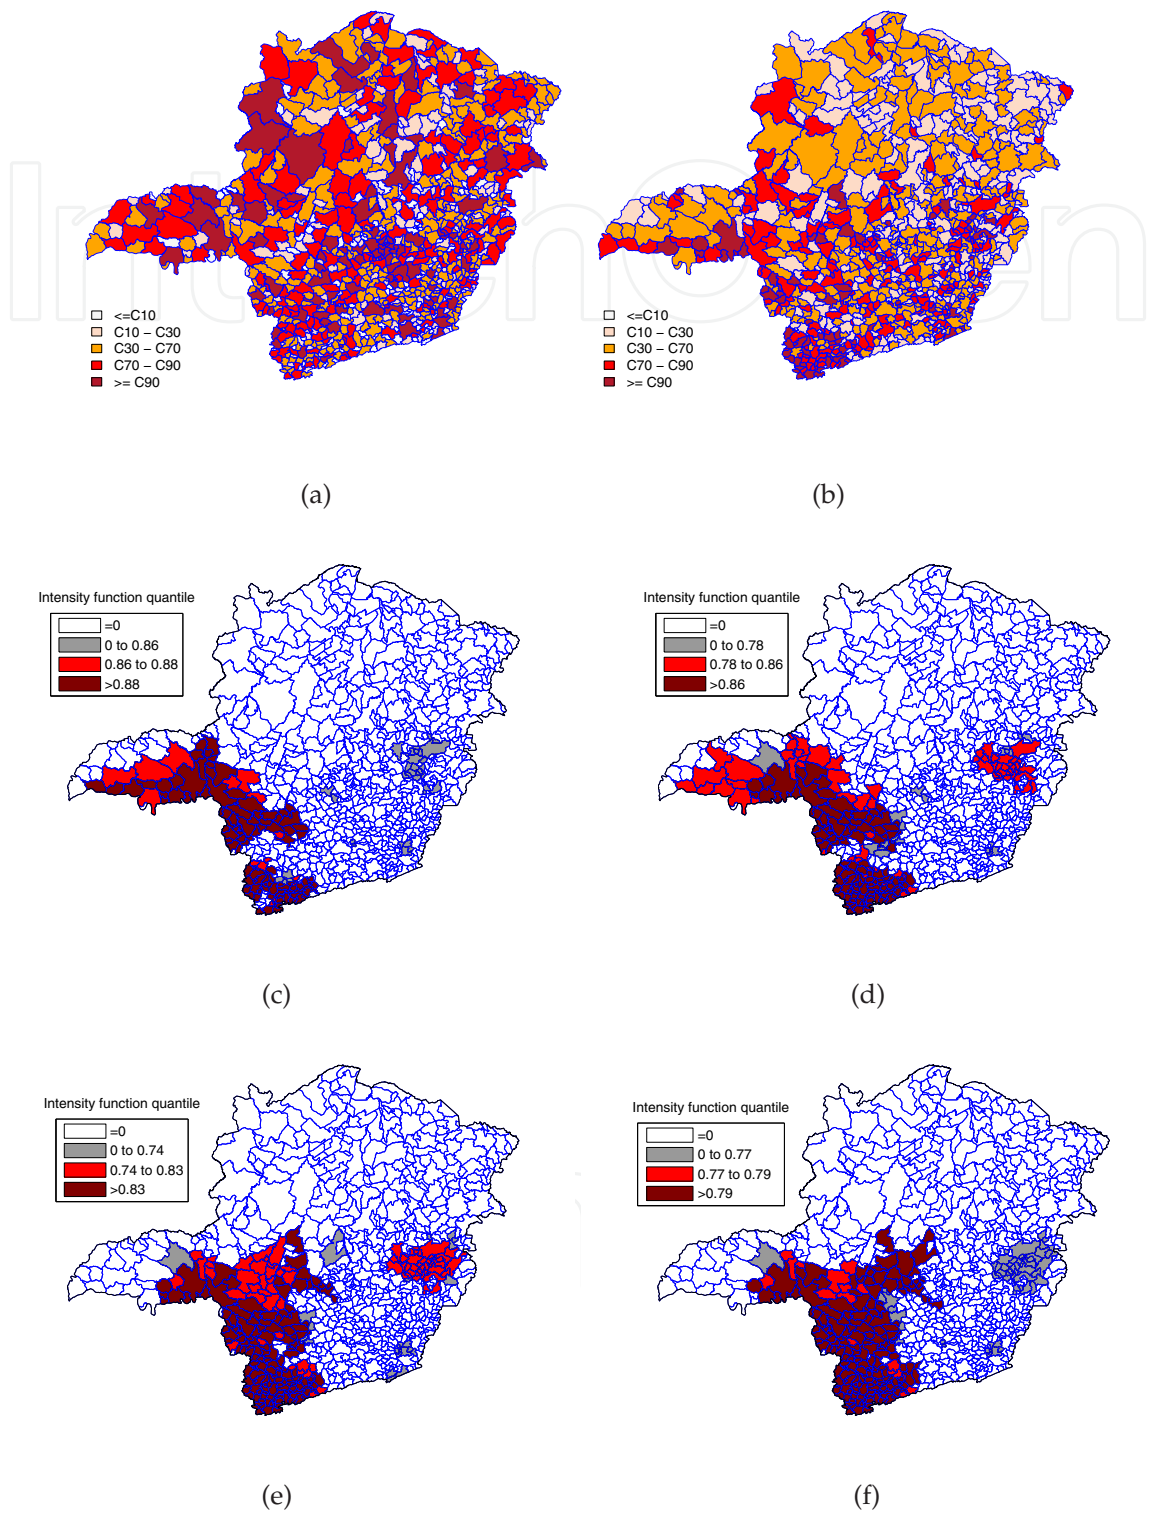 IntechOpen
<=C10
C10 – C30
C30 – C70
C70 – C90
>= C90
<=C10
C10 – C30
C30 – C70
C70 – C90
>= C90
(a)
(b)
Intensity function quantile
=0
0 to 0.86
0.86 to 0.88
>0.88
Intensity function quantile
=0
0 to 0.78
0.78 to 0.86
>0.86
(c)
(d)
Intensity function quantile
=0
0 to 0.74
0.74 to 0.83
>0.83
Intensity function quantile
=0
0 to 0.77
0.77 to 0.79
>0.79
(e)
(f)